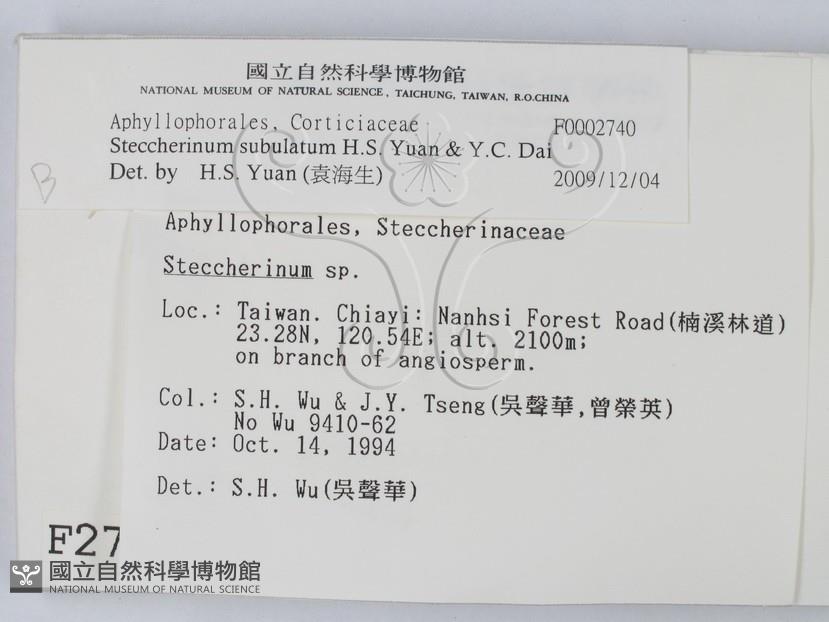 國立自然科學博物館
NATIONAL MUSEUM OF NATURAL SCIENCE, TAICHUNG, TAIWAN, R.O.CHINA
Aphyllophorales, Corticiaceae F0002740
Steccherinum subulatum H.S. Yuan & Y.C. Dai
Det. by H.S. Yuan (袁海生) 2009/12/04
B
Aphyllophorales, Steccherinaceae
Steccherinum sp.
Loc.: Taiwan. Chiayi: Nanhsi Forest Road(楠溪林道)
23.28N, 120.54E; alt. 2100m;
on branch of angiosperm.
Col.: S.H. Wu & J.Y. Tseng(吳聲華,曾榮英)
No Wu 9410-62
Date: Oct. 14, 1994
Det.: S.H. Wu(吳聲華)
F27
國立自然科學博物館
NATIONAL MUSEUM OF NATURAL SCIENCE